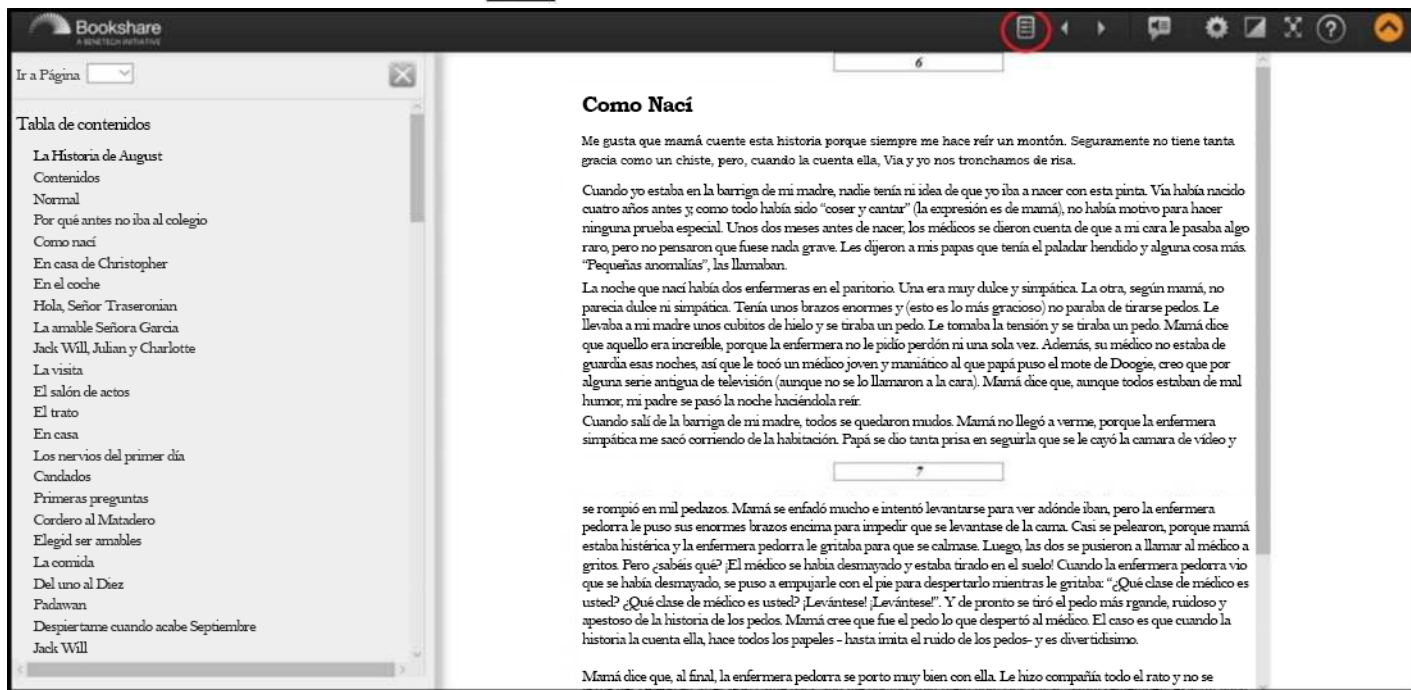 Bookshare
A BENETECH INITIATIVE
?
Ir a Página
Tabla de contenidos
La Historia de August
Contenidos
Normal
Por qué antes no iba al colegio
Como nací
En casa de Christopher
En el coche
Hola, Señor Traseronian
La amable Señora Garcia
Jack Will, Julian y Charlotte
La visita
El salón de actos
El trato
En casa
Los nervios del primer día
Candados
Primeras preguntas
Cordero al Matadero
Elegid ser amables
La comida
Del uno al Diez
Padawan
Despiertame cuando acabe Septiembre
Jack Will
6
Como Nací
Me gusta que mamá cuente esta historia porque siempre me hace reír un montón. Seguramente no tiene tanta
gracia como un chiste, pero, cuando la cuenta ella, Via y yo nos tronchamos de risa.
Cuando yo estaba en la barriga de mi madre, nadie tenía ni idea de que yo iba a nacer con esta pinta. Via había nacido
cuatro años antes y, como todo había sido “coser y cantar” (la expresión es de mamá), no había motivo para hacer
ninguna prueba especial. Unos dos meses antes de nacer, los médicos se dieron cuenta de que a mi cara le pasaba algo
raro, pero no pensaron que fuese nada grave. Les dijeron a mis papas que tenía el paladar hendido y alguna cosa más.
“Pequeñas anomalías”, las llamaban.
La noche que nací había dos enfermeras en el paritorio. Una era muy dulce y simpática. La otra, según mamá, no
parecia dulce ni simpática. Tenía unos brazos enormes y (esto es lo más gracioso) no paraba de tirarse pedos. Le
llevaba a mi madre unos cubitos de hielo y se tiraba un pedo. Le tomaba la tensión y se tiraba un pedo. Mamá dice
que aquello era increíble, porque la enfermera no le pidío perdón ni una sola vez. Además, su médico no estaba de
guardia esas noches, así que le tocó un médico joven y maniático al que papá puso el mote de Doogie, creo que por
alguna serie antigua de televisión (aunque no se lo llamaron a la cara). Mamá dice que, aunque todos estaban de mal
humor, mi padre se pasó la noche haciéndola reír.
Cuando salí de la barriga de mi madre, todos se quedaron mudos. Mamá no llegó a verme, porque la enfermera
simpática me sacó corriendo de la habitación. Papá se dio tanta prisa en seguirla que se le cayó la camara de vídeo y
7
se rompió en mil pedazos. Mamá se enfadó mucho e intentó levantarse para ver adónde iban, pero la enfermera
pedorra le puso sus enormes brazos encima para impedir que se levantase de la cama. Casi se pelearon, porque mamá
estaba histérica y la enfermera pedorra le gritaba para que se calmase. Luego, las dos se pusieron a llamar al médico a
gritos. Pero ¿sabéis qué? ¡El médico se habia desmayado y estaba tirado en el suelo! Cuando la enfermera pedorra vio
que se había desmayado, se puso a empujarle con el pie para despertarlo mientras le gritaba: “¿Qué clase de médico es
usted? ¿Qué clase de médico es usted? ¡Levántese! ¡Levántese!”. Y de pronto se tiró el pedo más rgande, ruidoso y
apestoso de la historia de los pedos. Mamá cree que fue el pedo lo que despertó al médico. El caso es que cuando la
historia la cuenta ella, hace todos los papeles – hasta imita el ruido de los pedos- y es divertidisimo.
Mamá dice que, al final, la enfermera pedorra se porto muy bien con ella. Le hizo compañía todo el rato y no se